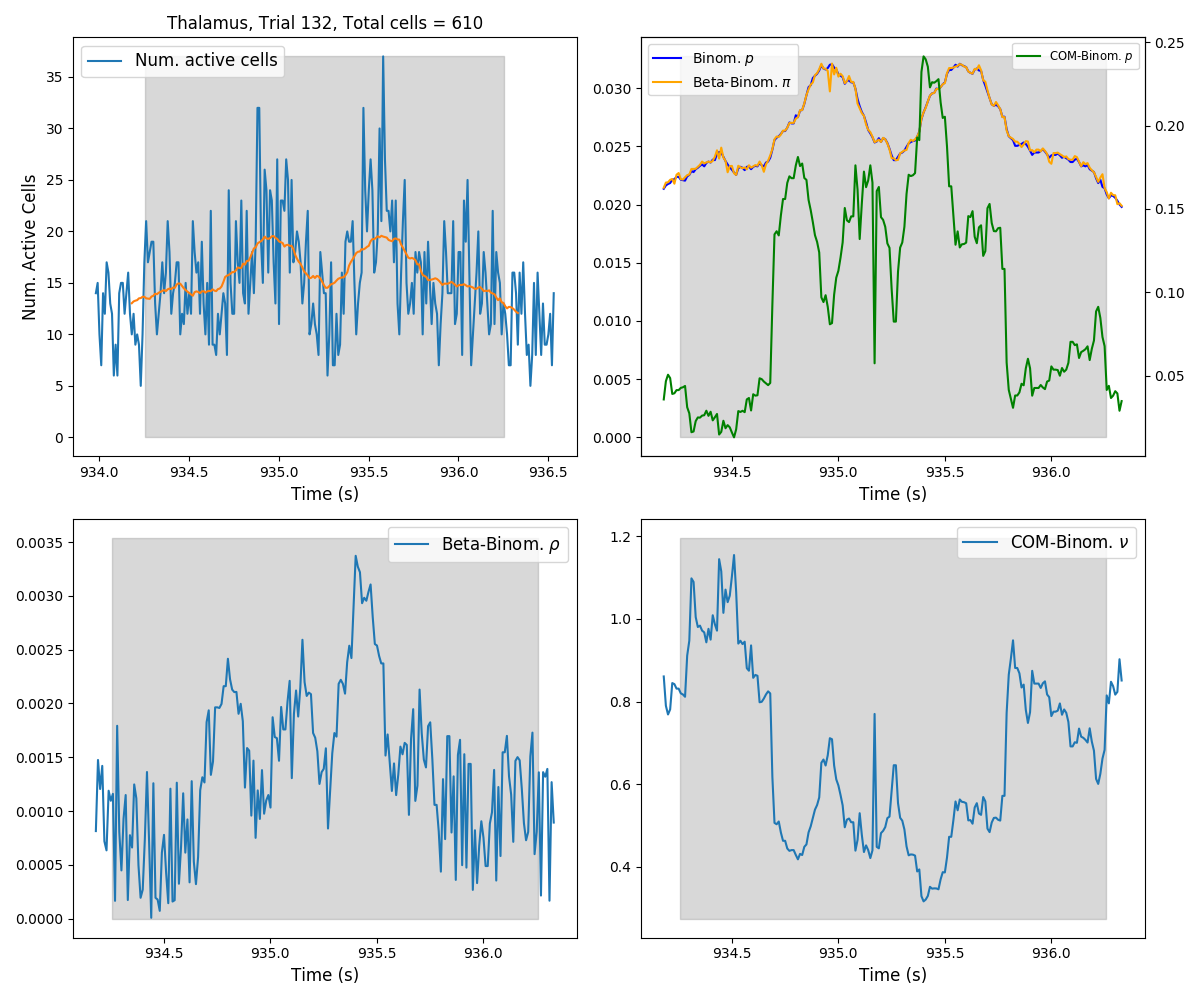 Thalamus, Trial 132, Total cells = 610
Num. active cells
Num. Active Cells
35
30
25
20
15
10
5
0
934.0 934.5 935.0 935.5 936.0 936.5
Time (s)
Binom. p
Beta-Binom. π
COM-Binom. p
0.030
0.025
0.020
0.015
0.010
0.005
0.000
0.25
0.20
0.15
0.10
0.05
934.5 935.0 935.5 936.0
Time (s)
Beta-Binom. ρ
0.0035
0.0030
0.0025
0.0020
0.0015
0.0010
0.0005
0.0000
934.5 935.0 935.5 936.0
Time (s)
COM-Binom. ν
1.2
1.0
0.8
0.6
0.4
934.5 935.0 935.5 936.0
Time (s)